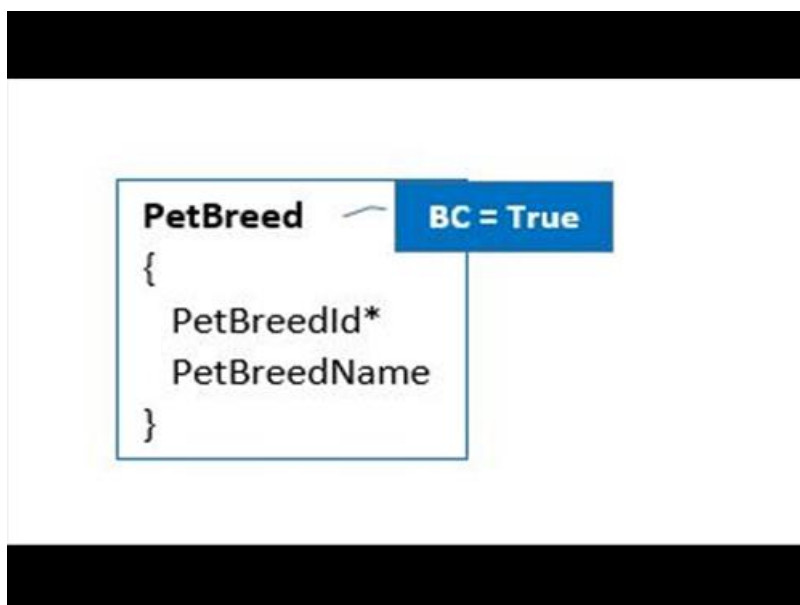 PetBreed
BC = True
{
PetBreedId*
PetBreedName
}